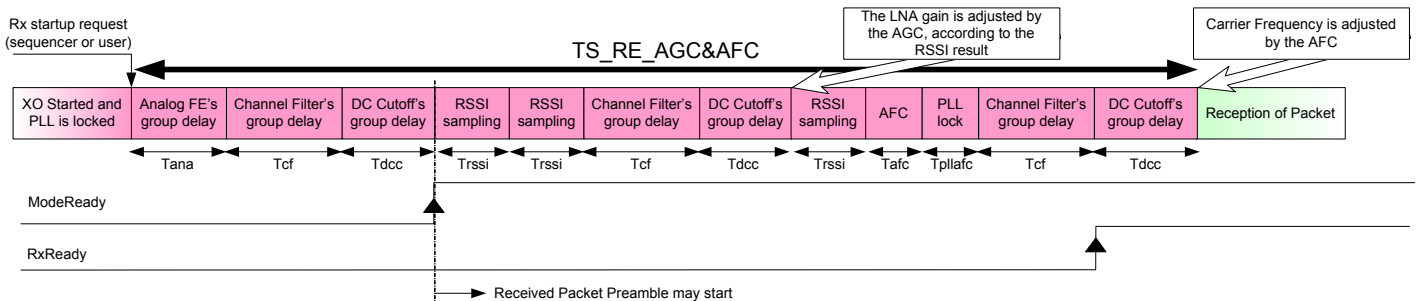 Rx startup request
(sequencer or user)
TS_RE_AGC&AFC
The LNA gain is adjusted by
the AGC, according to the
RSSI result
Carrier Frequency is adjusted
by the AFC
XO Started and
PLL is locked
Analog FE's
group delay
Channel Filter's
group delay
DC Cutoff's
group delay
RSSI
sampling
RSSI
sampling
Channel Filter's
group delay
DC Cutoff's
group delay
RSSI
sampling
AFC
PLL
lock
Channel Filter's
group delay
DC Cutoff's
group delay
Reception of Packet
Tana
Tcf
Tdcc
Trssi
Trssi
Tcf
Tdcc
Trssi
Tafc
Tpllafc
Tcf
Tdcc
ModeReady
RxReady
Received Packet Preamble may start